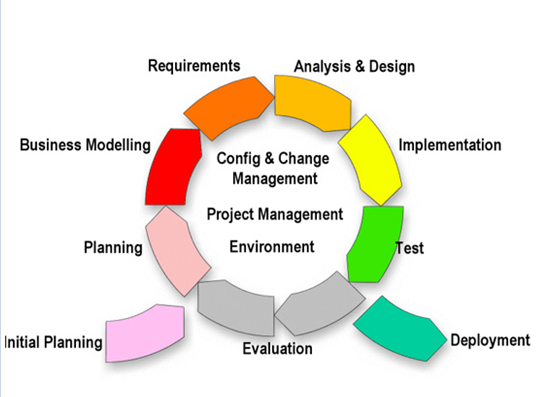 Requirements
Analysis & Design
Business Modelling
Implementation
Config & Change
Management
Project Management
Planning
Environment
Test
Initial Planning
Evaluation
Deployment